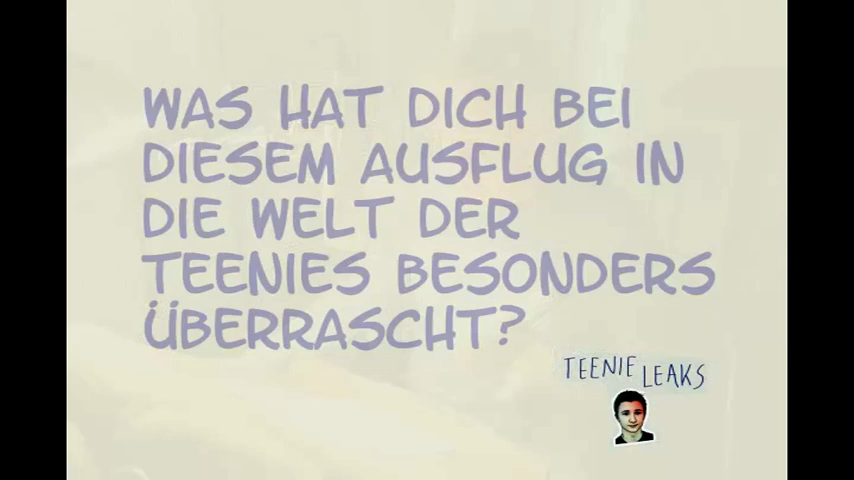 WAS HAT DICH BEI
DIESEM AUSFLUG IN
DIE WELT DER
TEENIES BESONDERS
ÜBERRASCHT?
TEENIE LEAKS